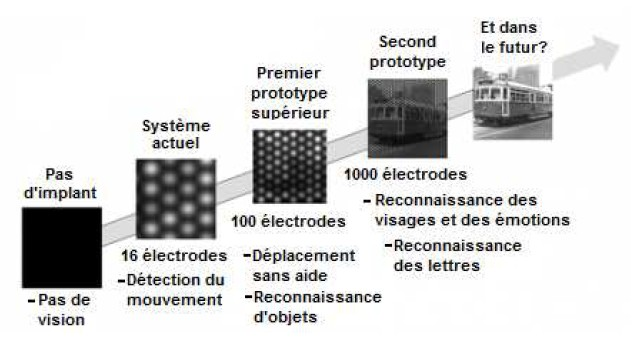 Pas
d'implant
- Pas de
vision
Système
actuel
16 électrodes
-Détection du
mouvement
Premier
prototype
supérieur
100 électrodes
-Déplacement
sans aide
-Reconnaissance
d'objets
Second
prototype
1000 électrodes
- Reconnaissance des
visages et des émotions
-Reconnaissance
des lettres
Et dans
le futur?